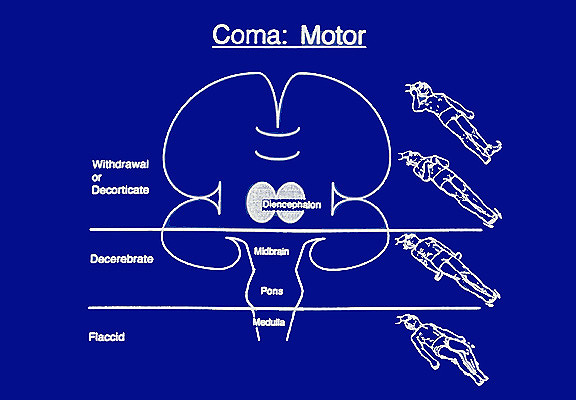 Coma: Motor
Withdrawal
or
Decorticate
Diencephalon
Decerebrate
Midbrain
Pons
Medulla
Flaccid